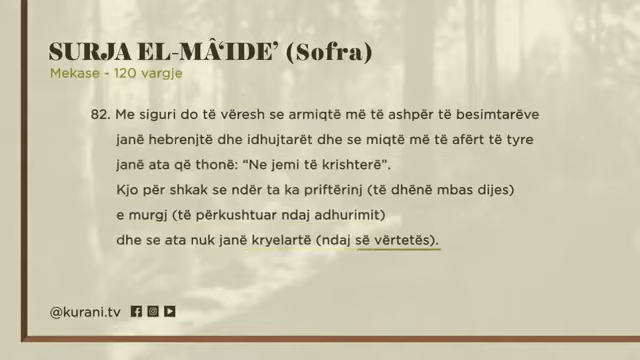 SURJA EL-MÂ‘IDE’ (Sofra)
Mekase - 120 vargje
82. Me siguri do të vëresh se armiqtë më të ashpër të besimtarëve
janë hebrenjtë dhe idhujtarët dhe se miqtë më të afërt të tyre
janë ata që thonë: “Ne jemi të krishterë”.
Kjo për shkak se ndër ta ka priftërinj (të dhënë mbas dijes)
e murgj (të përkushtuar ndaj adhurimit)
dhe se ata nuk janë kryelartë (ndaj së vërtetës).
@kurani.tv